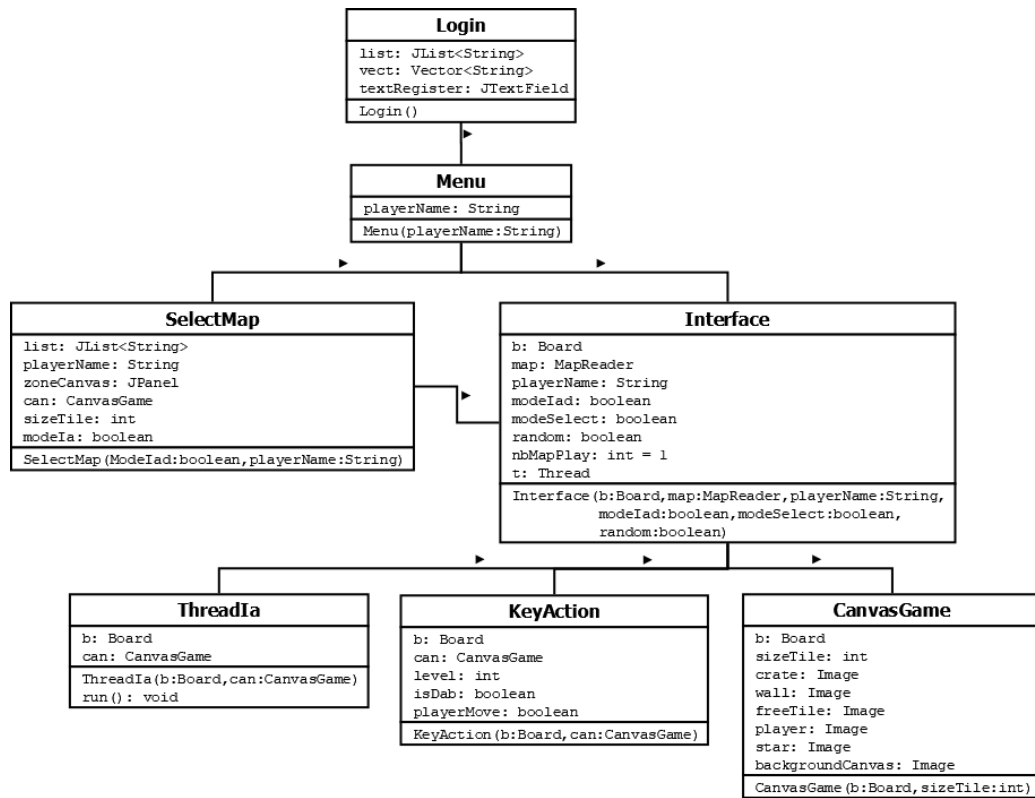 Login
list: JList<String>
vect: Vector<String>
textRegister: JTextField
Login()
Menu
playerName: String
Menu(playerName:String)
SelectMap
list: JList<String>
playerName: String
zoneCanvas: JPanel
can: CanvasGame
sizeTile: int
modeIa: boolean
SelectMap(ModeIad:boolean,playerName:String)
Interface
b: Board
map: MapReader
playerName: String
modeIad: boolean
modeSelect: boolean
random: boolean
nbMapPlay: int = 1
t: Thread
Interface(b:Board,map:MapReader,playerName:String,
modeIad:boolean,modeSelect:boolean,
random:boolean)
ThreadIa
b: Board
can: CanvasGame
ThreadIa(b:Board,can:CanvasGame)
run(): void
KeyAction
b: Board
can: CanvasGame
level: int
isDab: boolean
playerMove: boolean
KeyAction(b:Board,can:CanvasGame)
CanvasGame
b: Board
sizeTile: int
crate: Image
wall: Image
freeTile: Image
player: Image
star: Image
backgroundCanvas: Image
CanvasGame(b:Board,sizeTile:int)